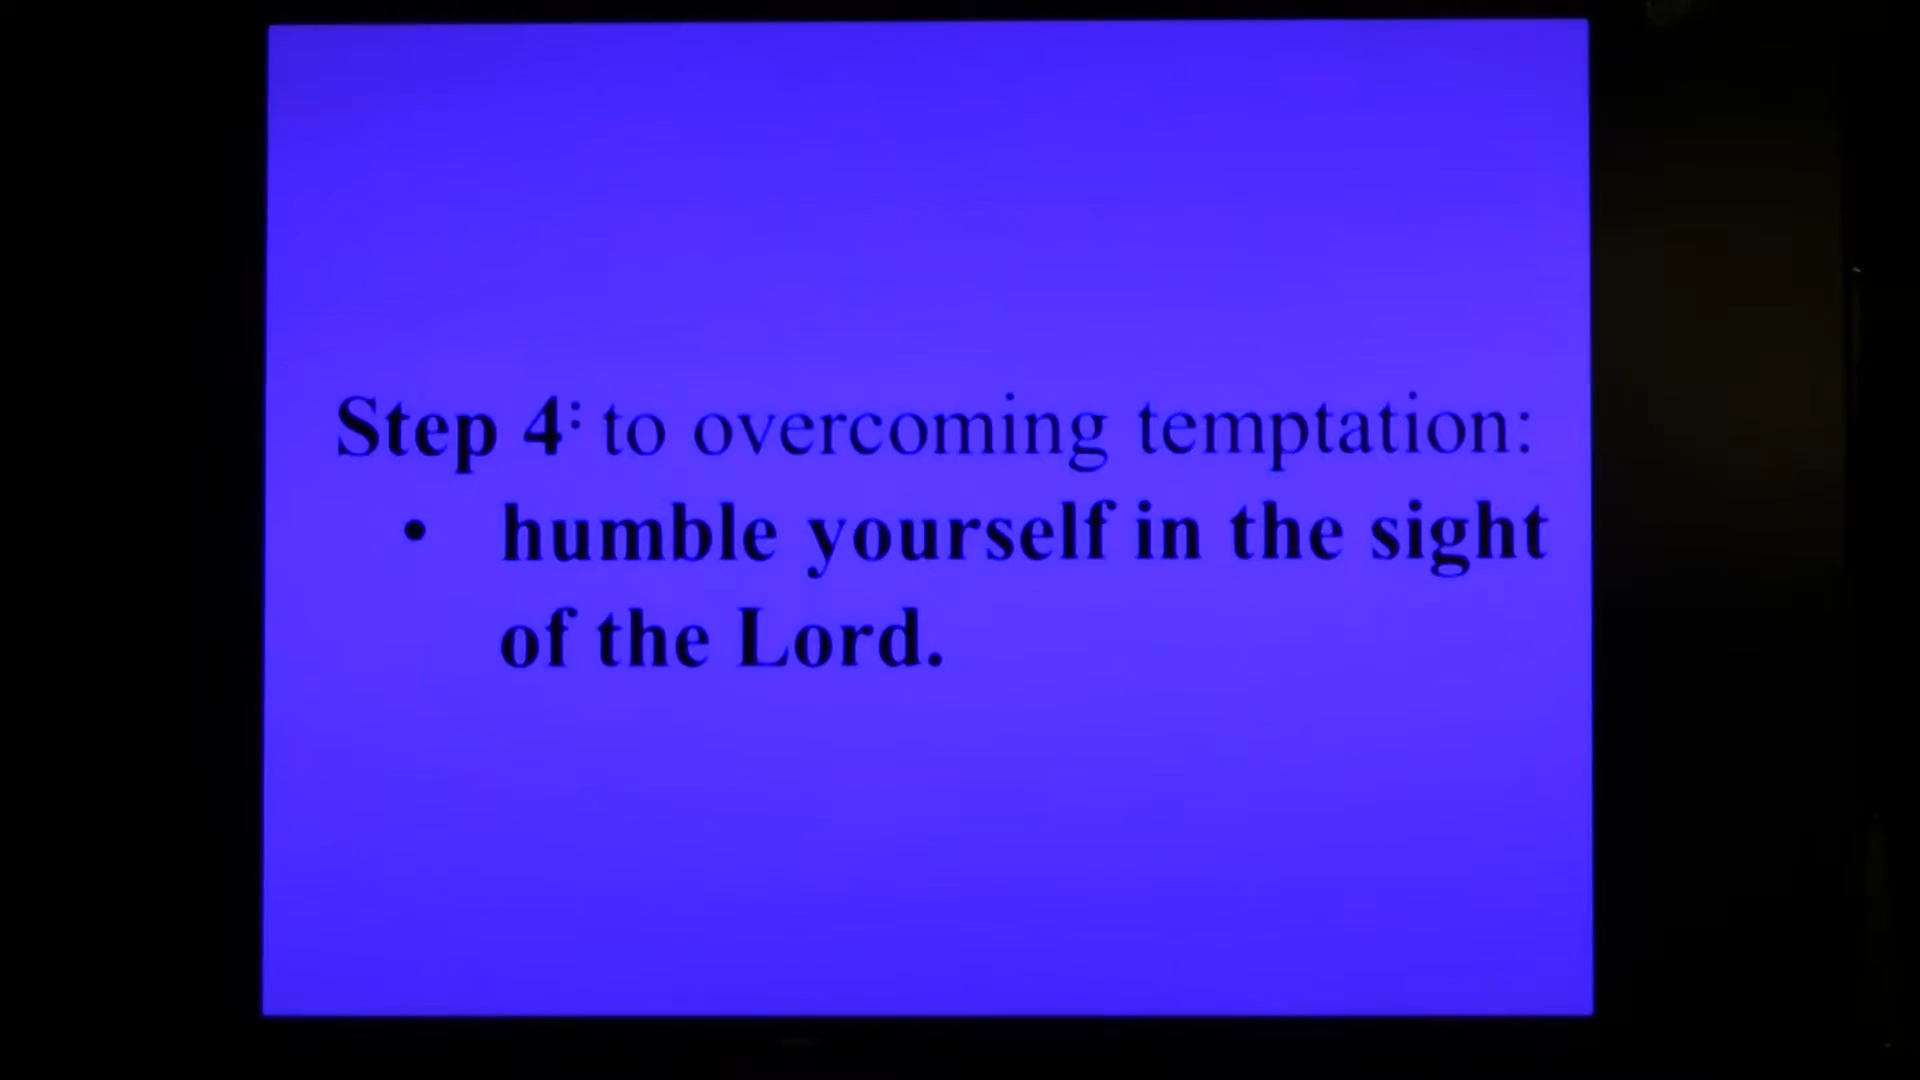 Step 4: to overcoming temptation:
• humble yourself in the sight
of the Lord.